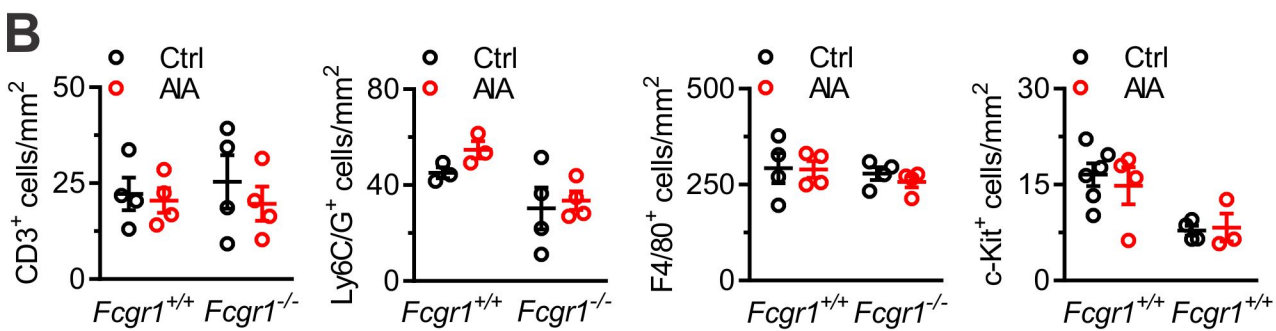 B
Ctrl
AIA
CD3+ cells/mm2
50
25
0
Fcgr1+/+ Fcgr1-/-
Ctrl
AIA
Ly6C/G+ cells/mm2
80
40
0
Fcgr1+/+ Fcgr1-/-
Ctrl
AIA
F4/80+ cells/mm2
500
250
0
Fcgr1+/+ Fcgr1-/-
Ctrl
AIA
c-Kit+ cells/mm2
30
15
0
Fcgr1+/+ Fcgr1+/+